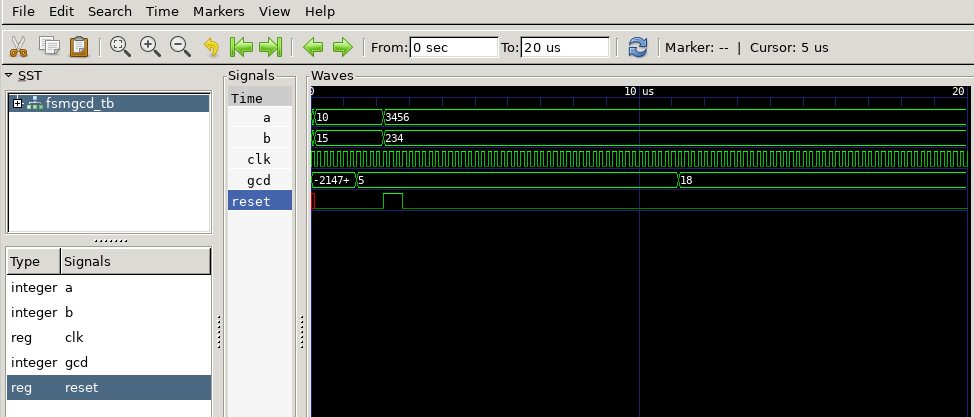 File Edit Search Time Markers View Help
From: 0 sec To: 20 us Marker: -- | Cursor: 5 us
SST
fsmgcd_tb
Type Signals
integer a
integer b
reg clk
integer gcd
reg reset
Signals
Time
a
b
clk
gcd
reset
Waves
0 10 us 20
10 3456
15 234
-2147+ 5 18